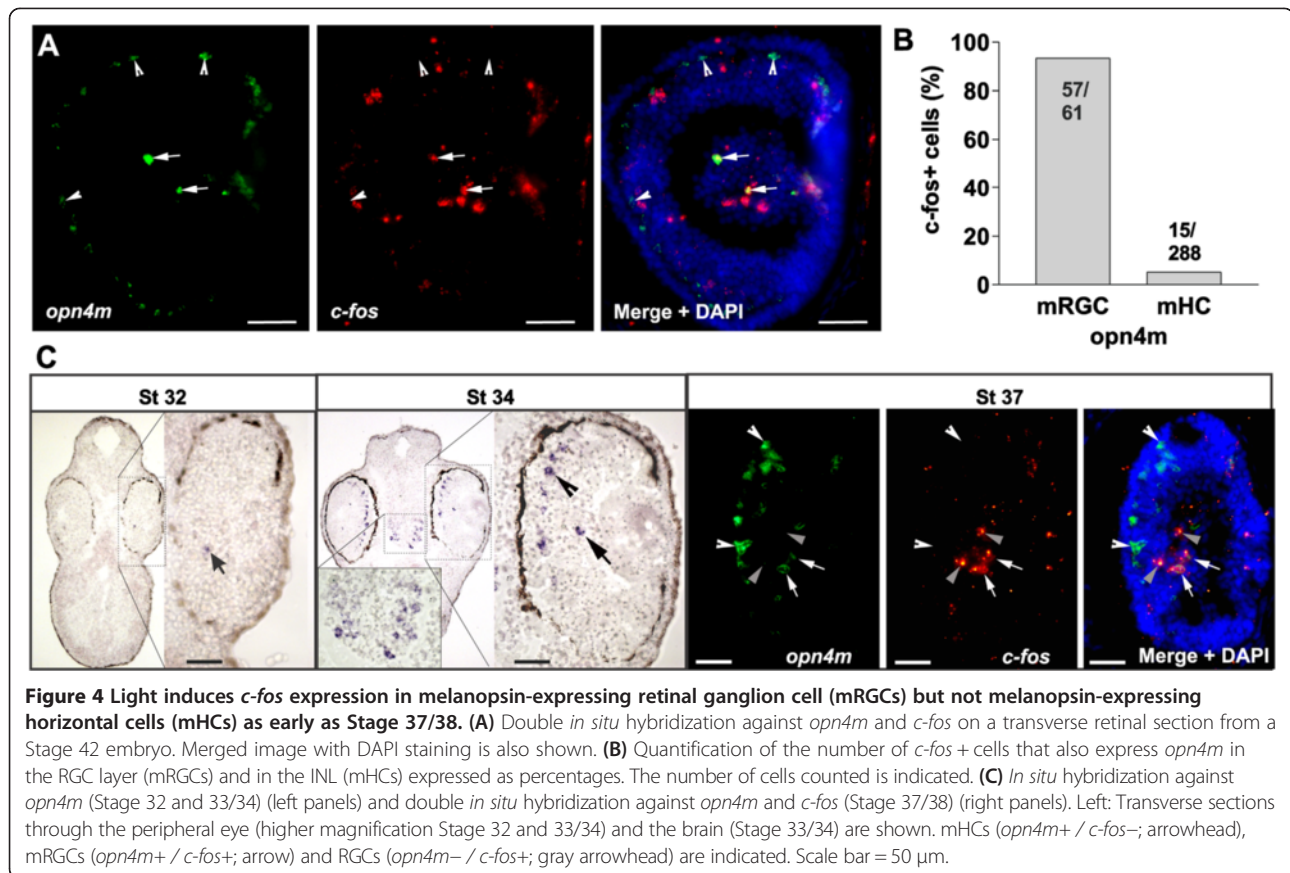 A
opn4m
c-fos
Merge + DAPI
B
c-fos+ cells (%)
100
80
60
40
20
0
57/
61
15/
288
mRGC
mHC
opn4m
C
St 32
St 34
St 37
opn4m
c-fos
Merge + DAPI
Figure 4 Light induces c-fos expression in melanopsin-expressing retinal ganglion cell (mRGCs) but not melanopsin-expressing
horizontal cells (mHCs) as early as Stage 37/38. (A) Double in situ hybridization against opn4m and c-fos on a transverse retinal section from a
Stage 42 embryo. Merged image with DAPI staining is also shown. (B) Quantification of the number of c-fos + cells that also express opn4m in
the RGC layer (mRGCs) and in the INL (mHCs) expressed as percentages. The number of cells counted is indicated. (C) In situ hybridization against
opn4m (Stage 32 and 33/34) (left panels) and double in situ hybridization against opn4m and c-fos (Stage 37/38) (right panels). Left: Transverse sections
through the peripheral eye (higher magnification Stage 32 and 33/34) and the brain (Stage 33/34) are shown. mHCs (opn4m+ / c-fos−; arrowhead),
mRGCs (opn4m+ / c-fos+; arrow) and RGCs (opn4m− / c-fos+; gray arrowhead) are indicated. Scale bar = 50 μm.